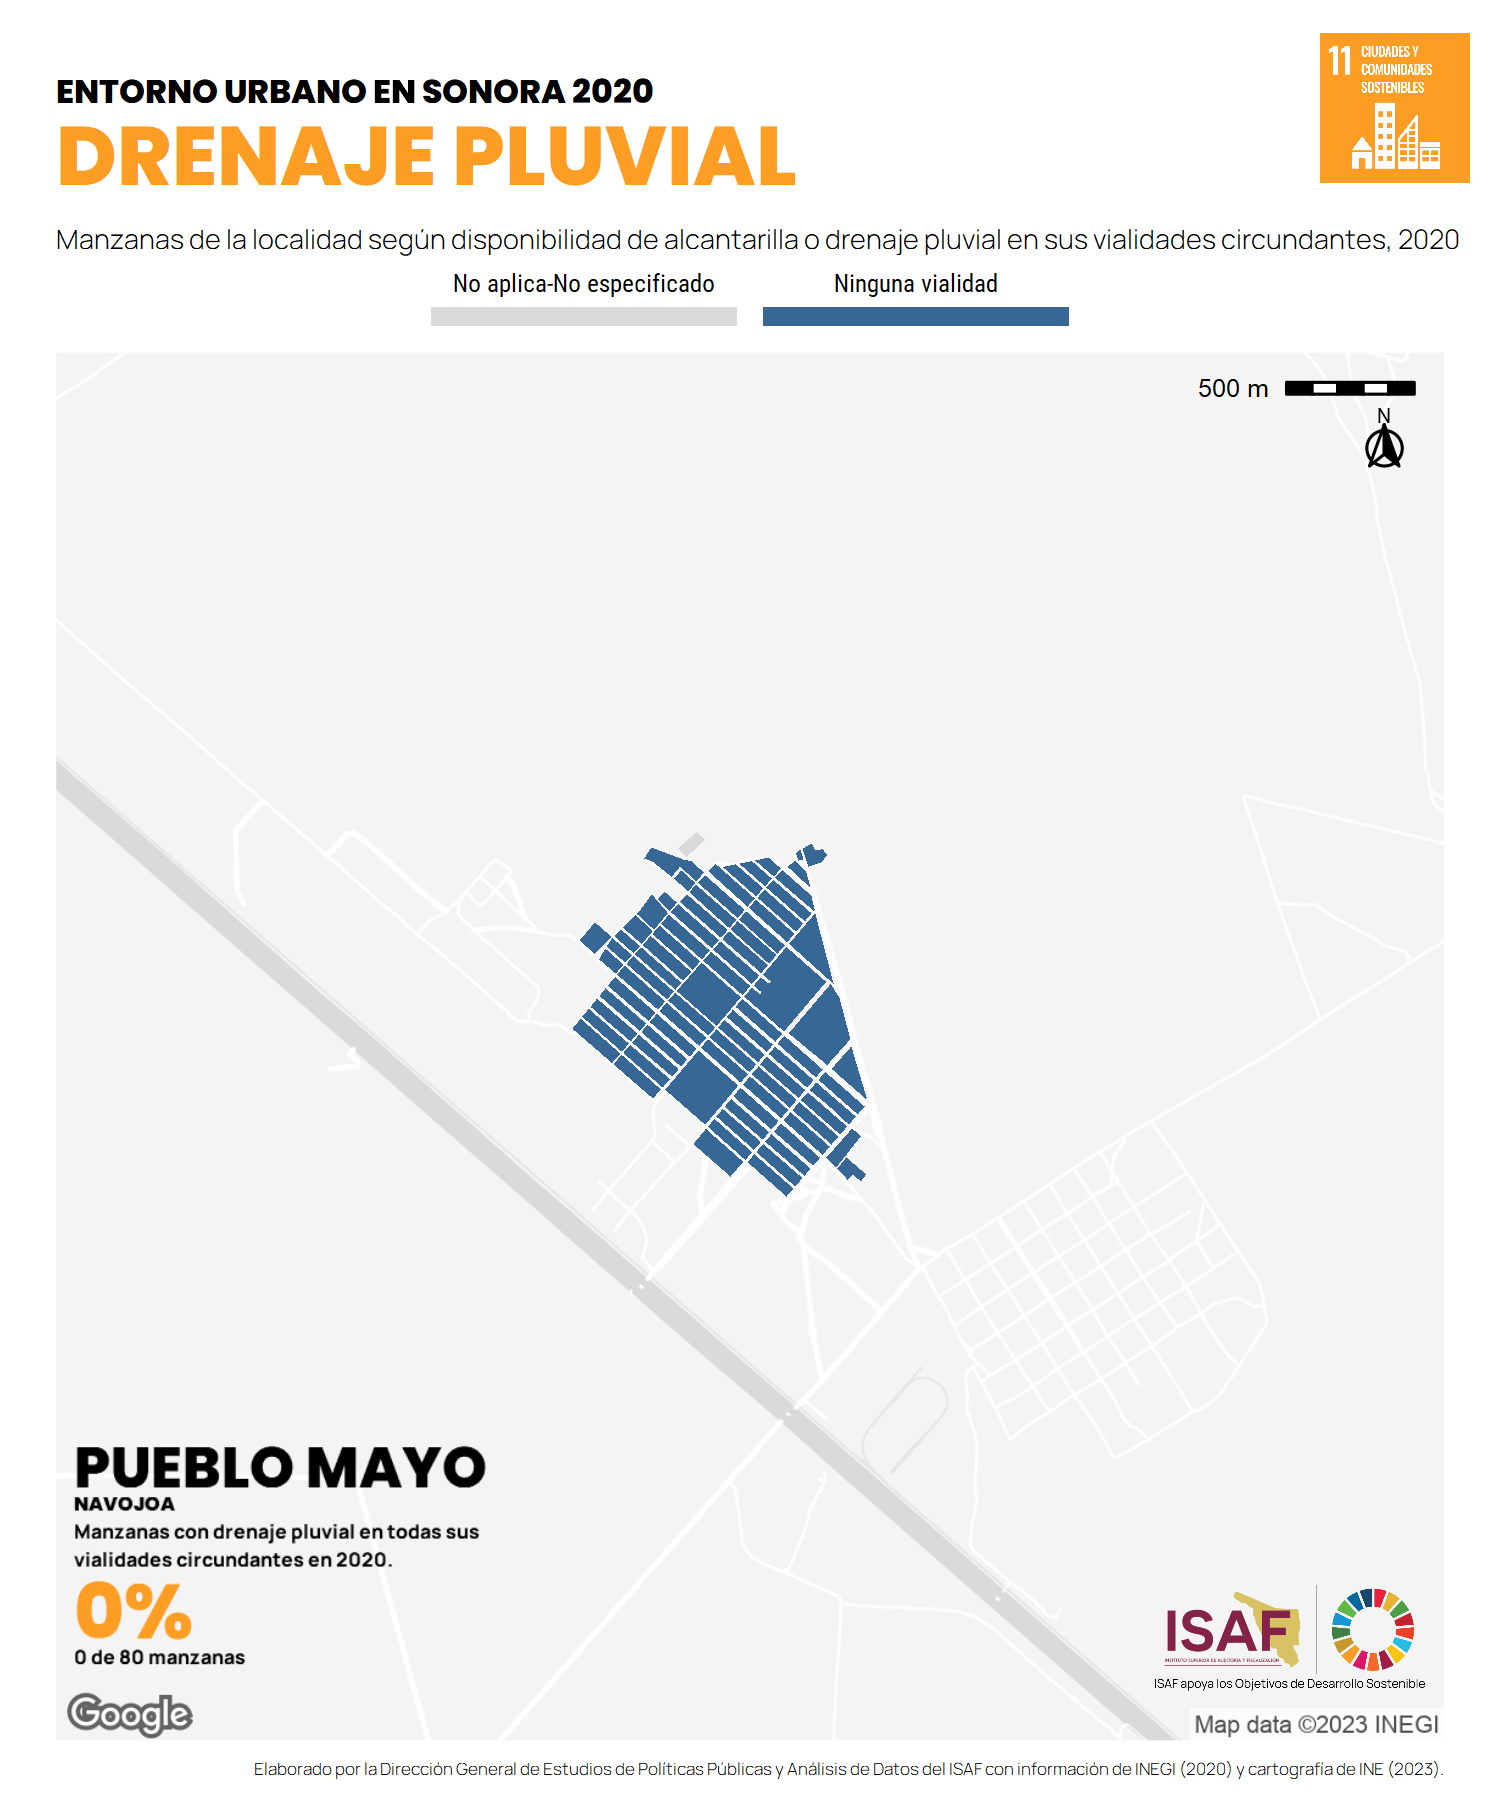 11 CIUDADES Y
COMUNIDADES
SOSTENIBLES
ENTORNO URBANO EN SONORA 2020
DRENAJE PLUVIAL
Manzanas de la localidad según disponibilidad de alcantarilla o drenaje pluvial en sus vialidades circundantes, 2020
No aplica-No especificado
Ninguna vialidad
500 m
N
PUEBLO MAYO
NAVOJOA
Manzanas con drenaje pluvial en todas sus
vialidades circundantes en 2020.
0%
0 de 80 manzanas
Google
ISAF
INSTITUTO SUPERIOR DE AUDITORÍA Y FISCALIZACIÓN
ISAF apoya los Objetivos de Desarrollo Sostenible
Map data ©2023 INEGI
Elaborado por la Dirección General de Estudios de Políticas Públicas y Análisis de Datos del ISAF con información de INEGI (2020) y cartografía de INE (2023).